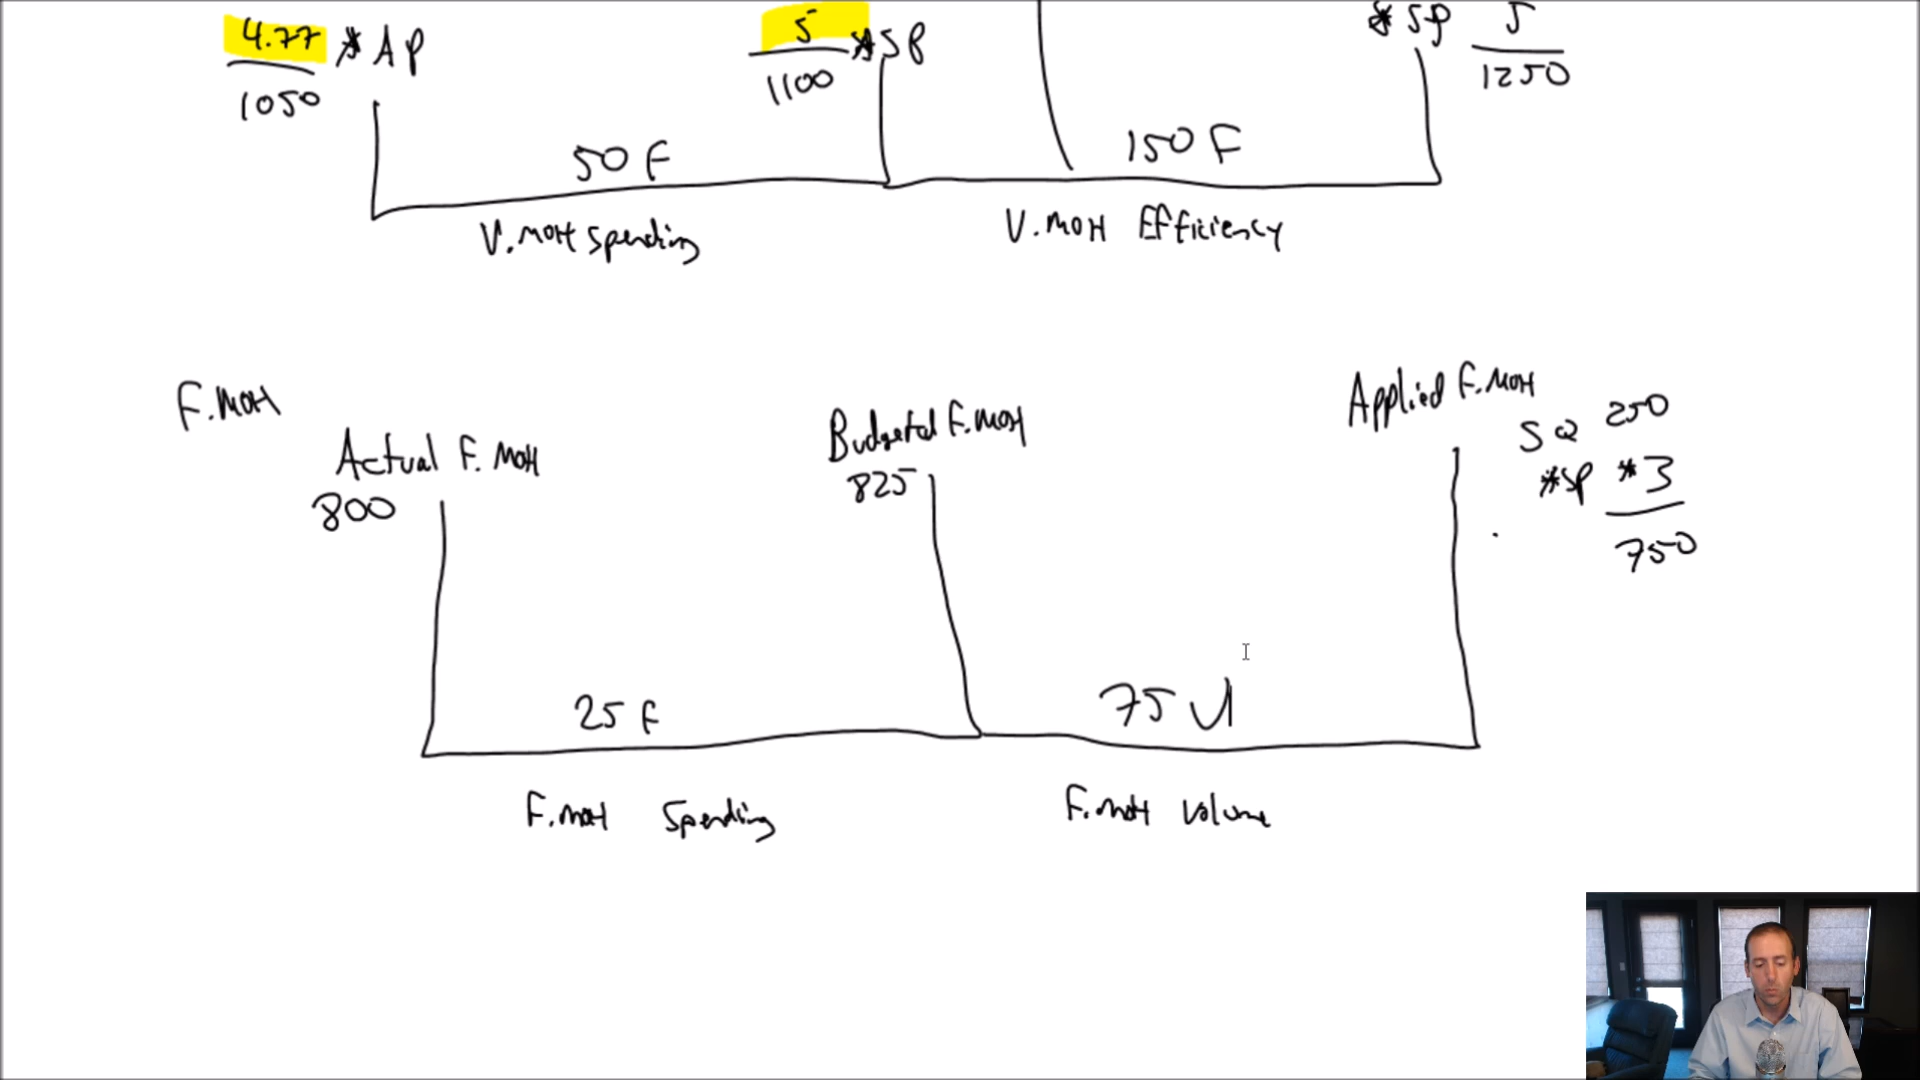 4.77 * AP
1050
5 * SP
1100
* SP 5
1250
50 F
150 F
V.MOH Spending
V.MOH Efficiency
F.MOH
Actual F. MOH
800
Budgeted F.MOH
825
Applied F.MOH
SQ 250
*SP *3
750
25 F
75 U
F.MOH Spending
F.MOH Volume